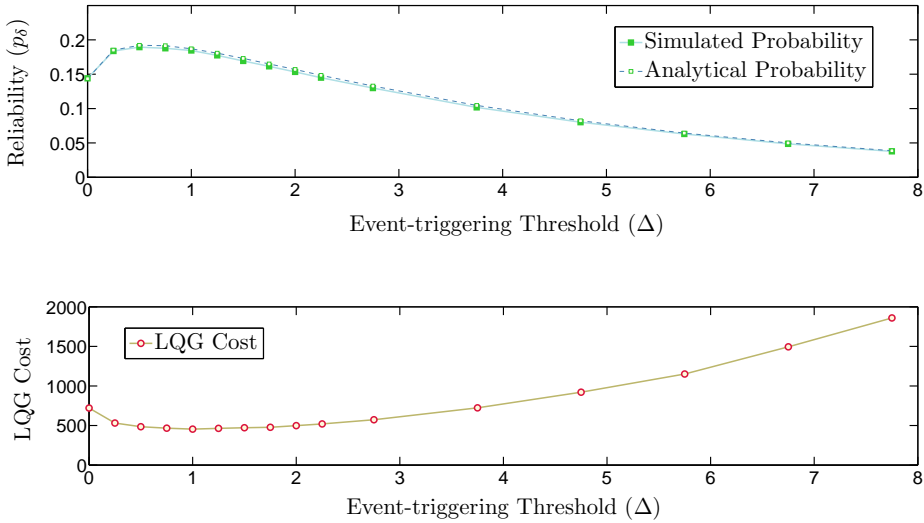 0.2
0.15
0.1
0.05
0
Reliability (pδ)
Simulated Probability
Analytical Probability
0 1 2 3 4 5 6 7 8
Event-triggering Threshold (Δ)
2000
1500
1000
500
0
LQG Cost
LQG Cost
0 1 2 3 4 5 6 7 8
Event-triggering Threshold (Δ)